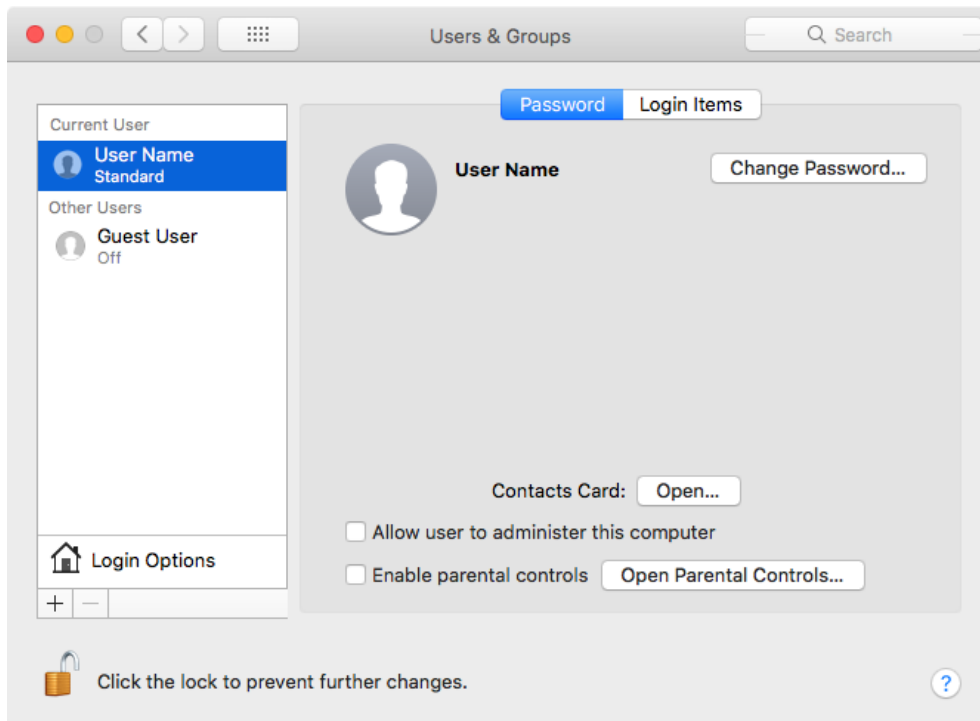 Users & Groups
Search
Password
Login Items
Current User
User Name
Standard
Other Users
Guest User
Off
User Name
Change Password...
Contacts Card:
Open...
Allow user to administer this computer
Enable parental controls
Open Parental Controls...
Login Options
+
−
Click the lock to prevent further changes.
?